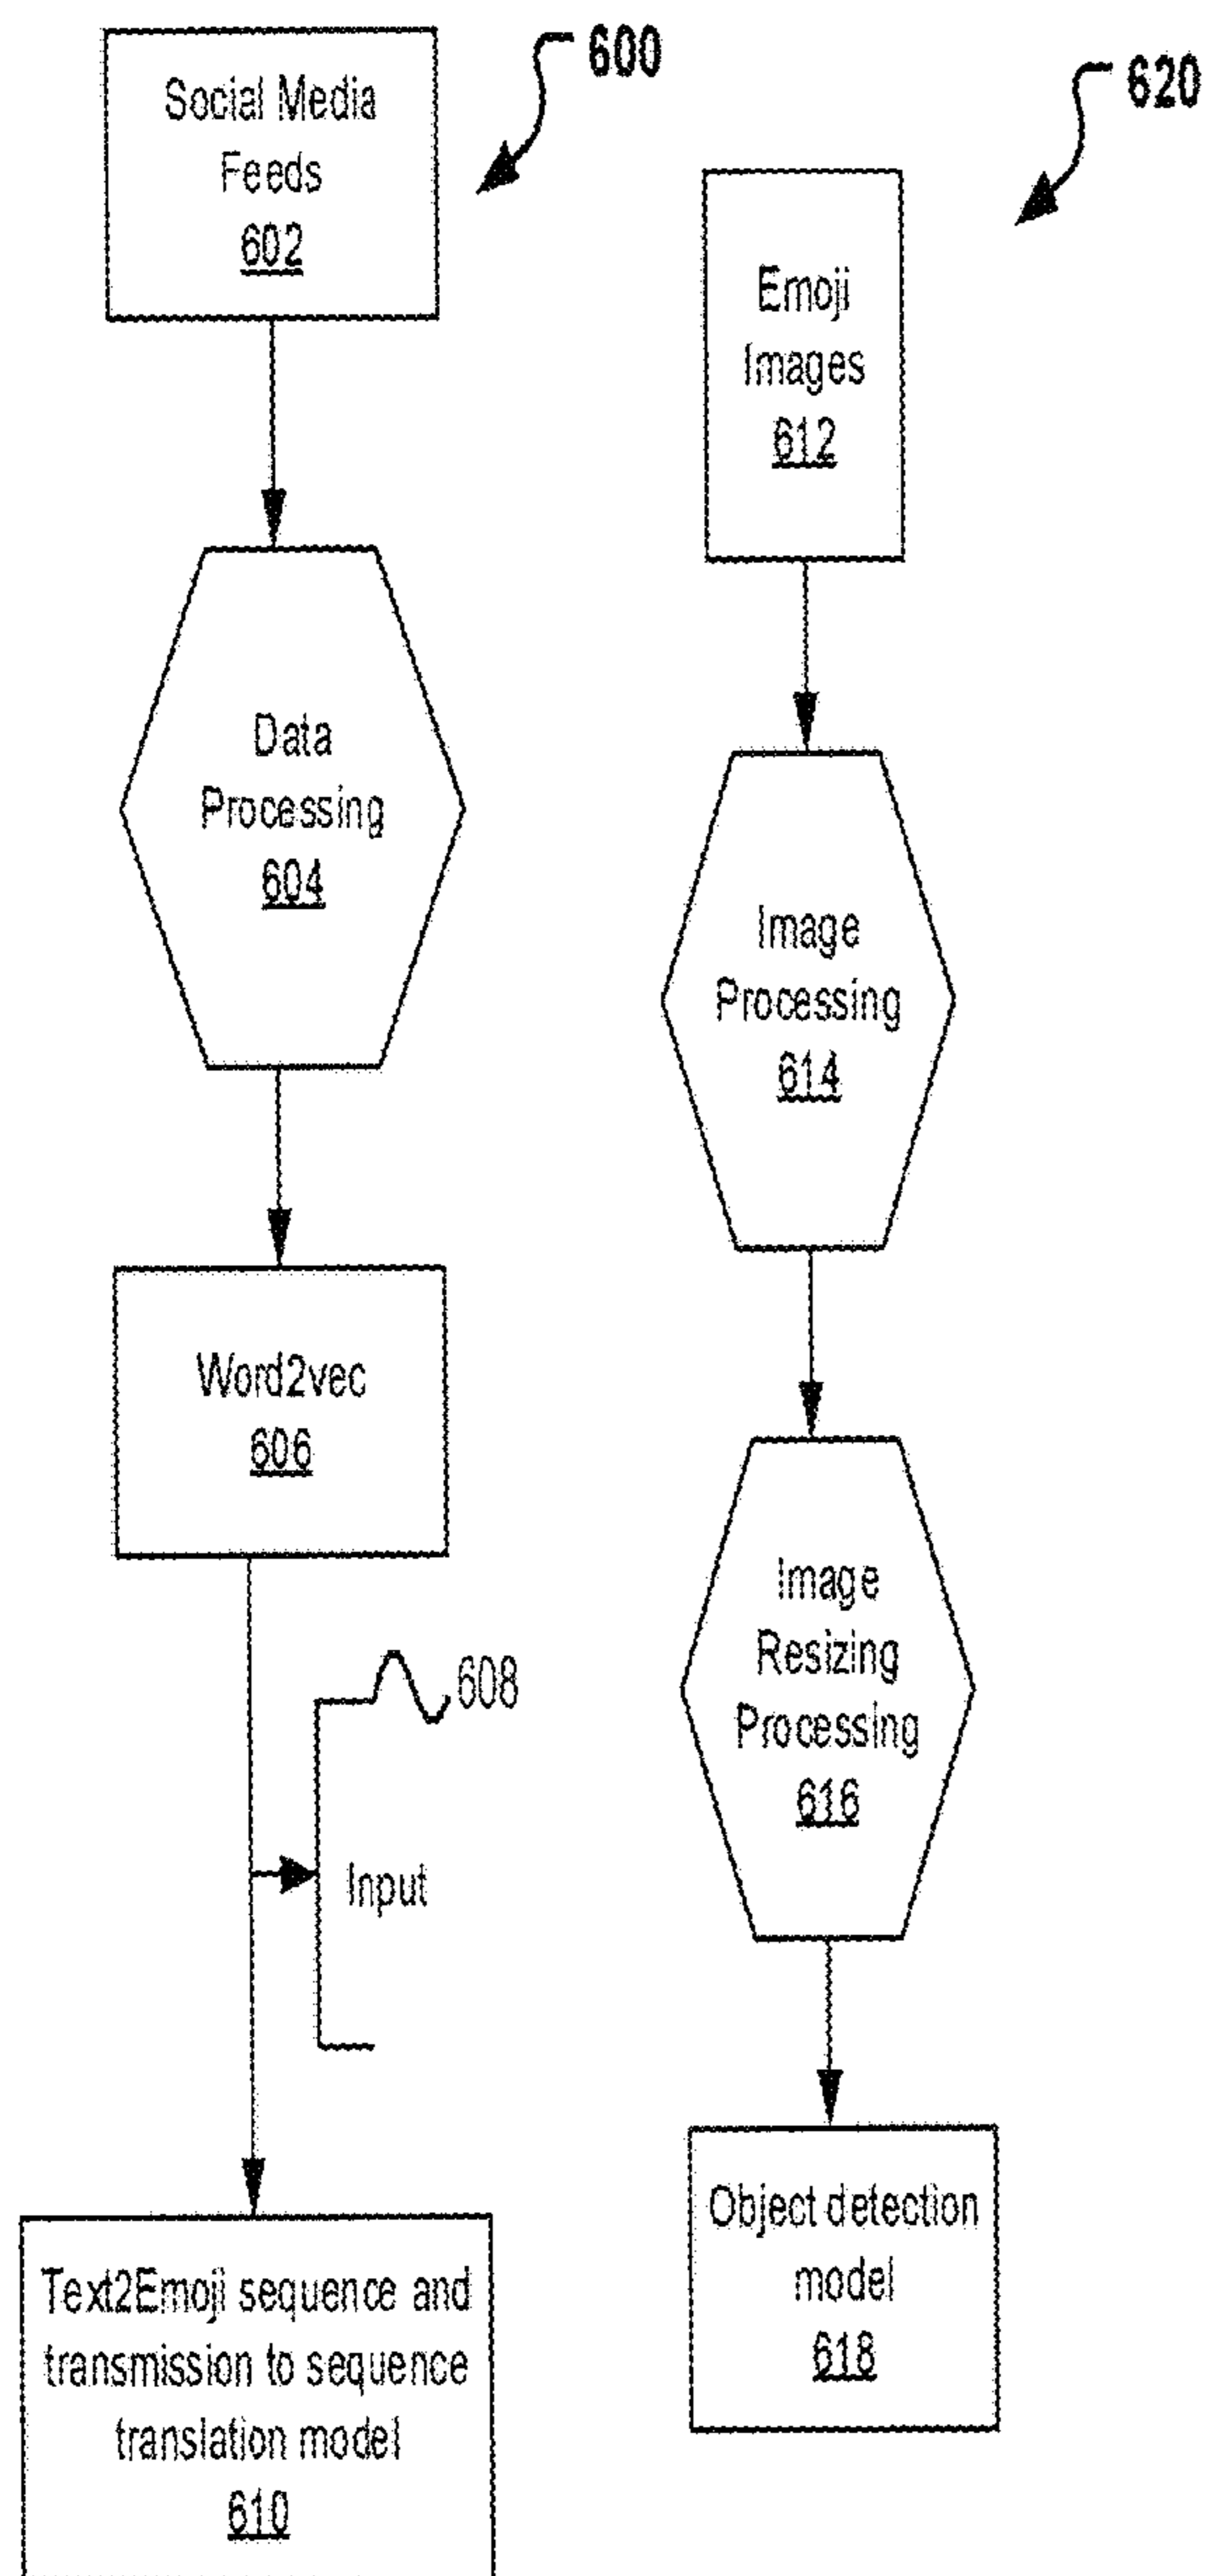 600
Social Media
Feeds
602
Data
Processing
604
Word2vec
606
608
Input
Text2Emoji sequence and
transmission to sequence
translation model
610
620
Emoji
Images
612
Image
Processing
614
Image
Resizing
Processing
616
Object detection
model
618